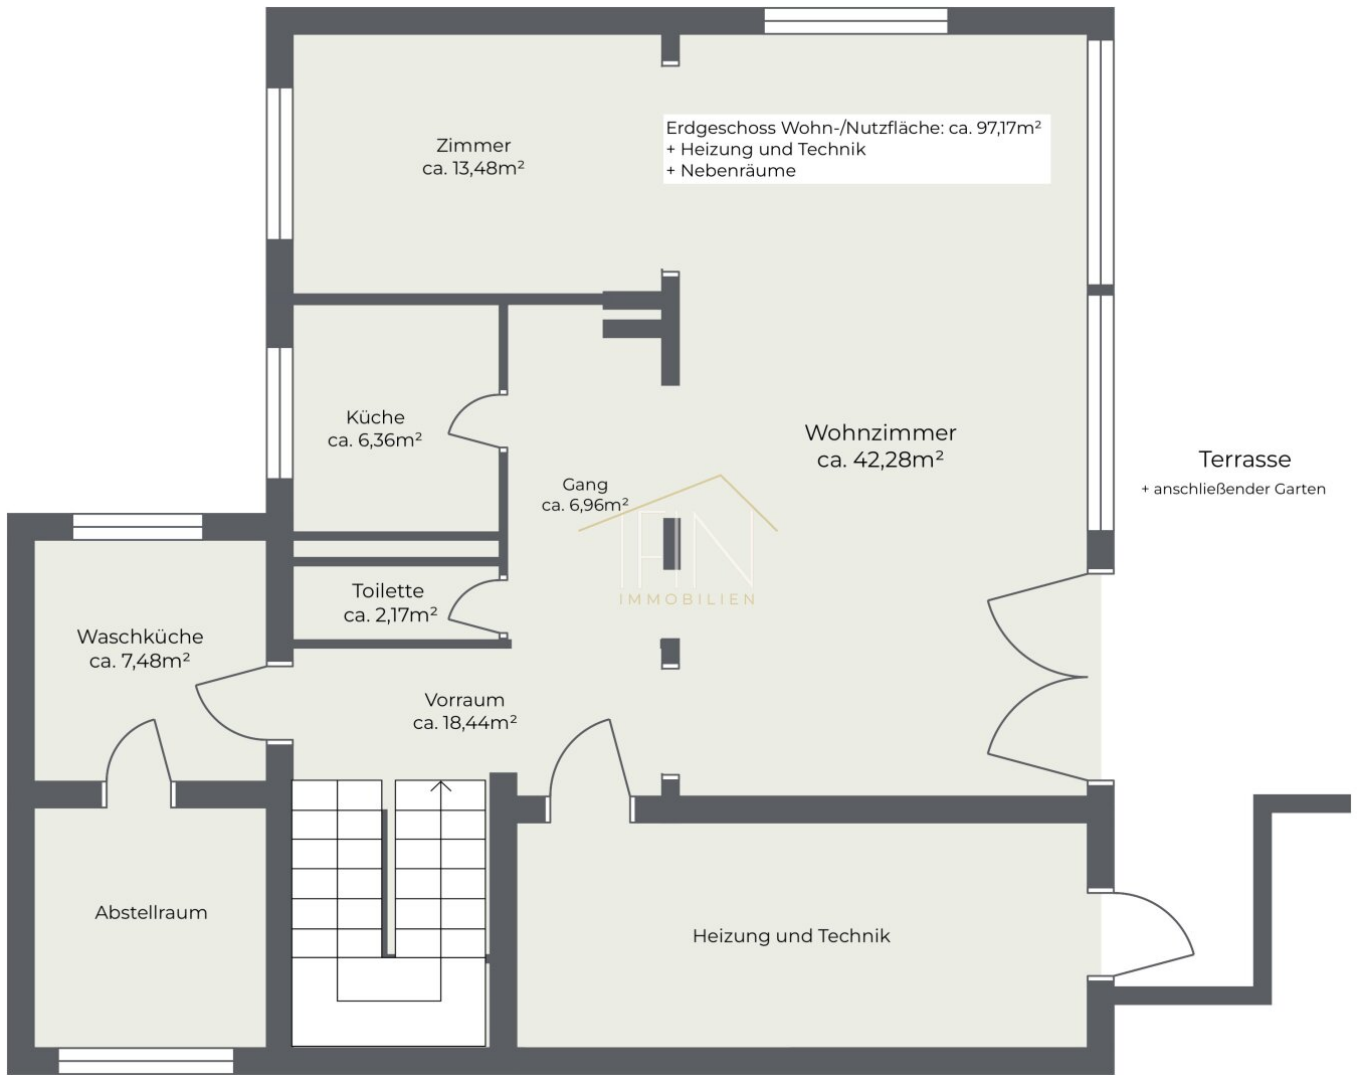 Zimmer
ca. 13,48m²
Erdgeschoss Wohn-/Nutzfläche: ca. 97,17m²
+ Heizung und Technik
+ Nebenräume
Küche
ca. 6,36m²
Wohnzimmer
ca. 42,28m²
Terrasse
+ anschließender Garten
Gang
ca. 6,96m²
IMMOBILIEN
Toilette
ca. 2,17m²
Waschküche
ca. 7,48m²
Vorraum
ca. 18,44m²
Abstellraum
Heizung und Technik